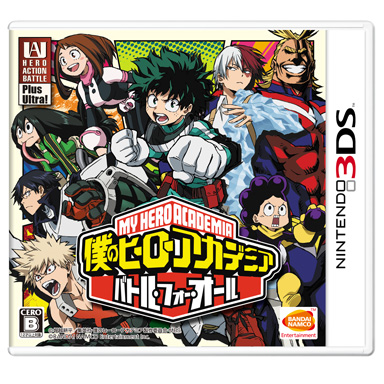 UA
HERO
ACTION
BATTLE
Plus
Ultra!
NINTENDO 3DS
MY HERO ACADEMIA
僕のヒーローアカデミア
バトル・フォー・オール
CERO
B
BANDAI
NAMCO
Entertainment